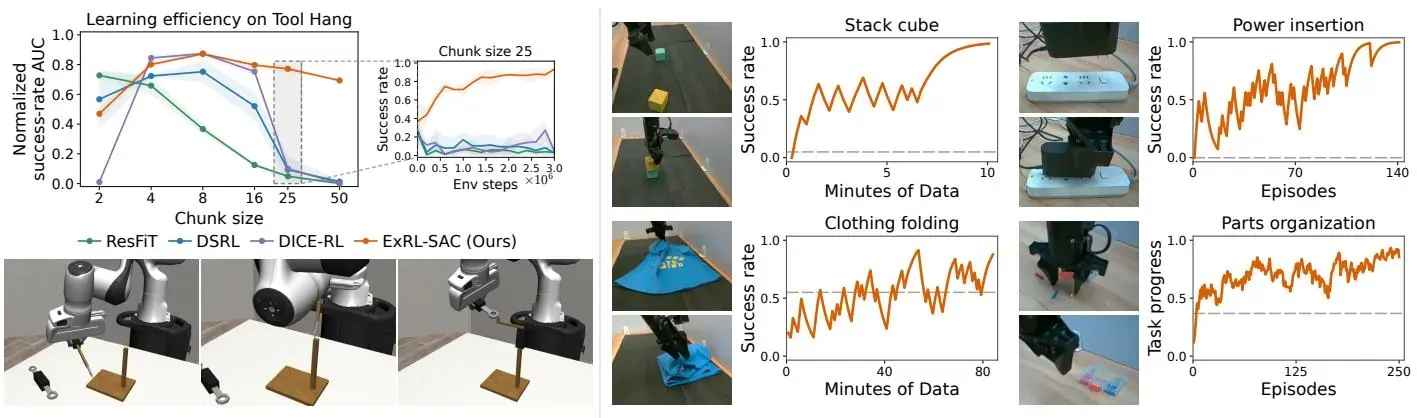 Learning efficiency on Tool Hang
Normalized
success-rate AUC
1.0
0.8
0.6
0.4
0.2
0.0
2 4 8 16 25 50
Chunk size
Chunk size 25
Success rate
1.0
0.8
0.6
0.4
0.2
0.0
0.0 0.5 1.0 1.5 2.0 2.5 3.0
Env steps ×10⁶
ResFiT DSRL DICE-RL ExRL-SAC (Ours)
Stack cube
Success rate
1.0
0.5
0.0
0 5 10
Minutes of Data
Power insertion
Success rate
1.0
0.5
0.0
0 70 140
Episodes
Clothing folding
Success rate
1.0
0.5
0.0
0 40 80
Minutes of Data
Parts organization
Task progress
1.0
0.5
0.0
0 125 250
Episodes